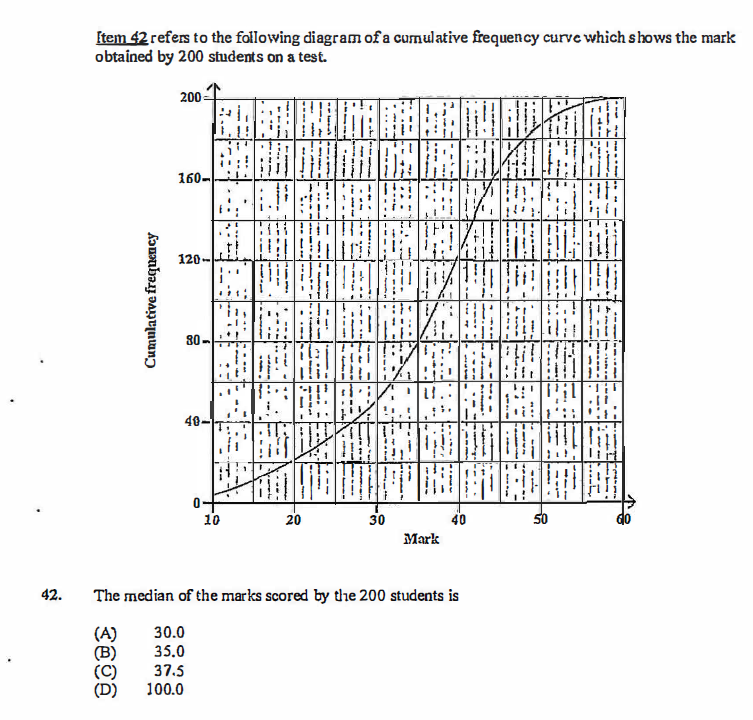 Item 42 refers to the following diagram of a cumulative frequency curve which shows the mark
obtained by 200 students on a test.
200
160
120
80
40
0
Cumulative frequency
10 20 30 40 50 60
Mark
42. The median of the marks scored by the 200 students is
(A) 30.0
(B) 35.0
(C) 37.5
(D) 100.0